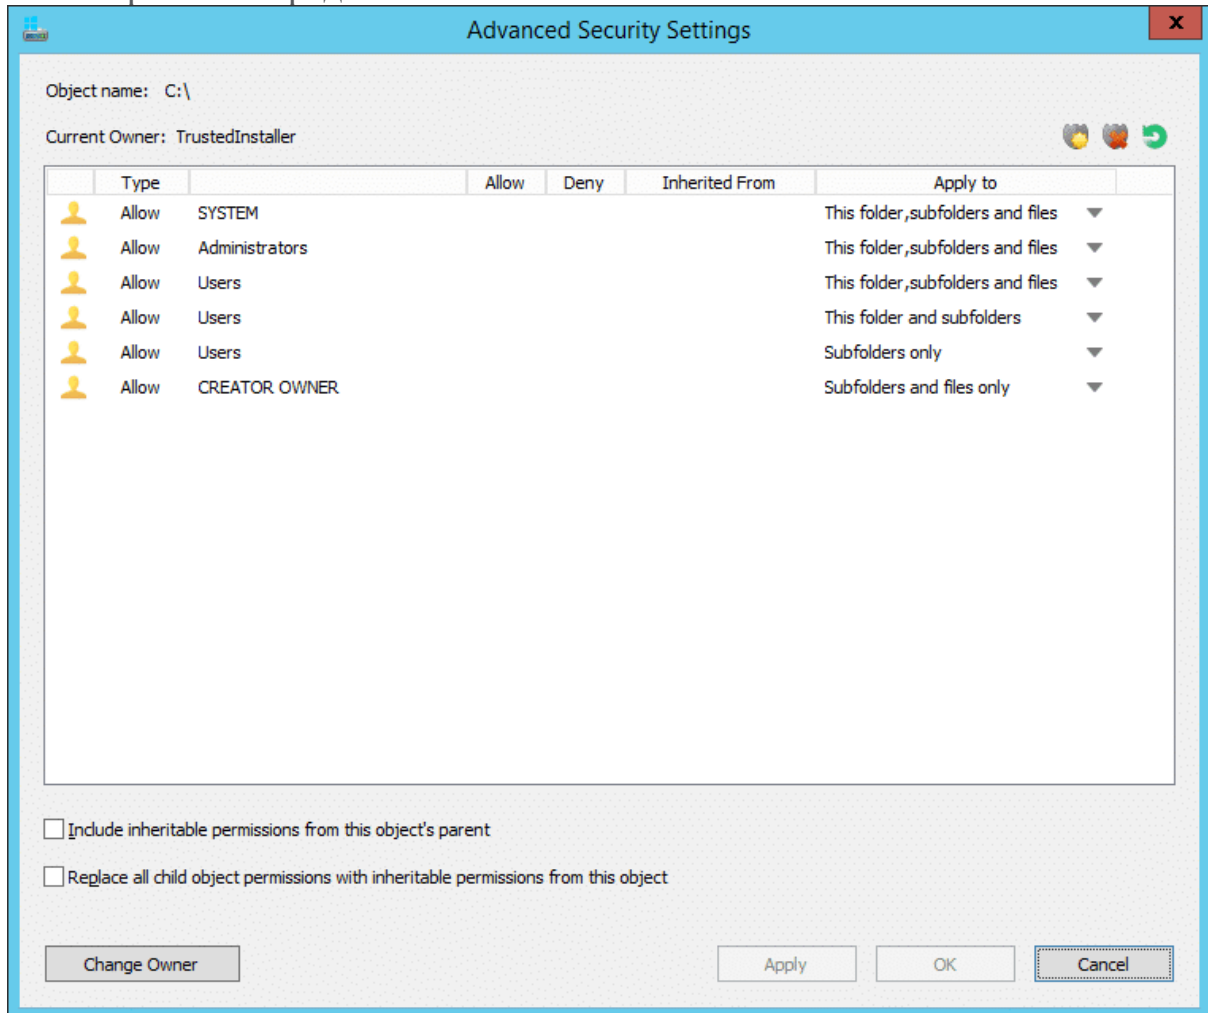 Advanced Security Settings
X
Object name: C:\
Current Owner: TrustedInstaller
Type Allow Deny Inherited From Apply to
Allow SYSTEM This folder,subfolders and files
Allow Administrators This folder,subfolders and files
Allow Users This folder,subfolders and files
Allow Users This folder and subfolders
Allow Users Subfolders only
Allow CREATOR OWNER Subfolders and files only
Include inheritable permissions from this object's parent
Replace all child object permissions with inheritable permissions from this object
Change Owner Apply OK Cancel